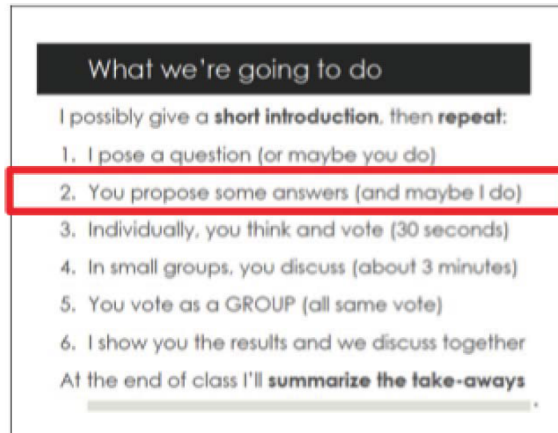 What we're going to do
I possibly give a short introduction, then repeat:
1. I pose a question (or maybe you do)
2. You propose some answers (and maybe I do)
3. Individually, you think and vote (30 seconds)
4. In small groups, you discuss (about 3 minutes)
5. You vote as a GROUP (all same vote)
6. I show you the results and we discuss together
At the end of class I'll summarize the take-aways